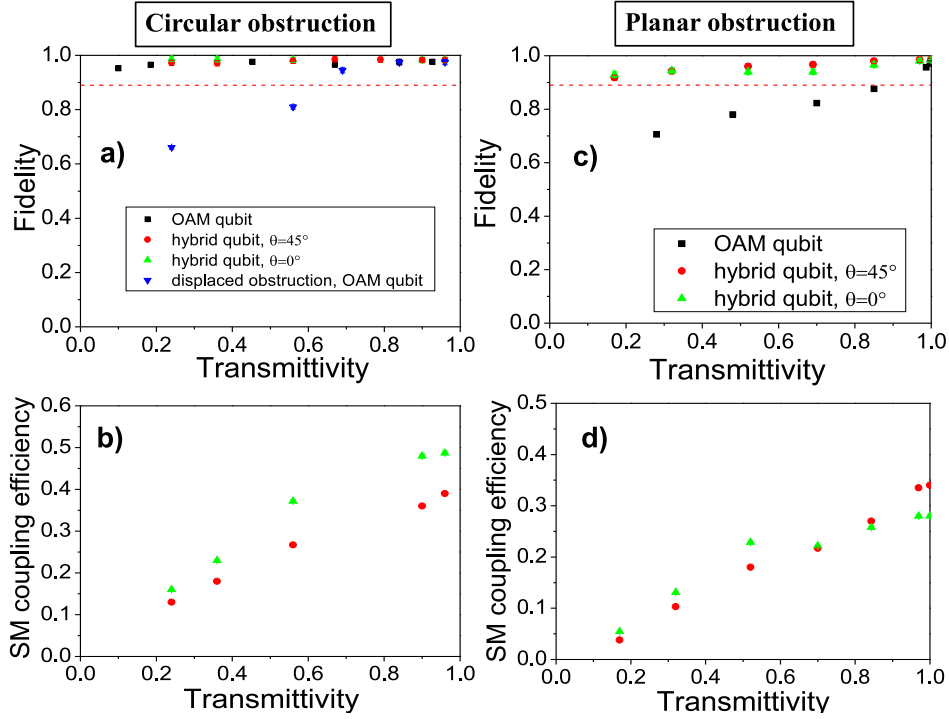 Circular obstruction
Planar obstruction
1.0
0.8
0.6
0.4
0.2
0.0
Fidelity
a)
OAM qubit
hybrid qubit, θ=45°
hybrid qubit, θ=0°
displaced obstruction, OAM qubit
0.0 0.2 0.4 0.6 0.8 1.0
Transmittivity
1.0
0.8
0.6
0.4
0.2
0.0
Fidelity
c)
OAM qubit
hybrid qubit, θ=45°
hybrid qubit, θ=0°
0.0 0.2 0.4 0.6 0.8 1.0
Transmittivity
0.6
0.5
0.4
0.3
0.2
0.1
0.0
SM coupling efficiency
b)
0.0 0.2 0.4 0.6 0.8 1.0
Transmittivity
0.5
0.4
0.3
0.2
0.1
0.0
SM coupling efficiency
d)
0.0 0.2 0.4 0.6 0.8 1.0
Transmittivity